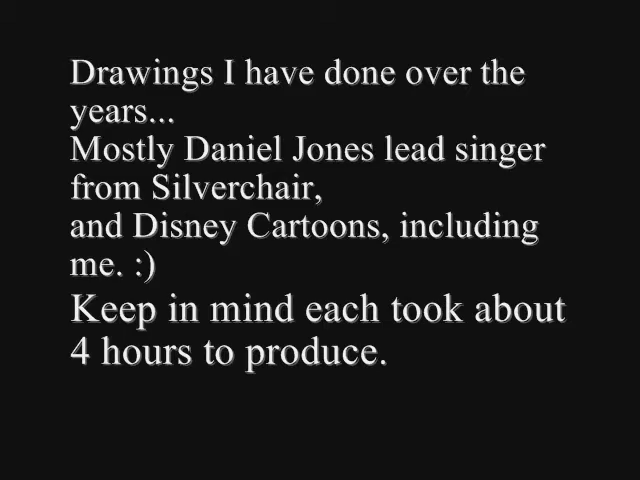 Drawings I have done over the
years...
Mostly Daniel Jones lead singer
from Silverchair,
and Disney Cartoons, including
me. :)
Keep in mind each took about
4 hours to produce.